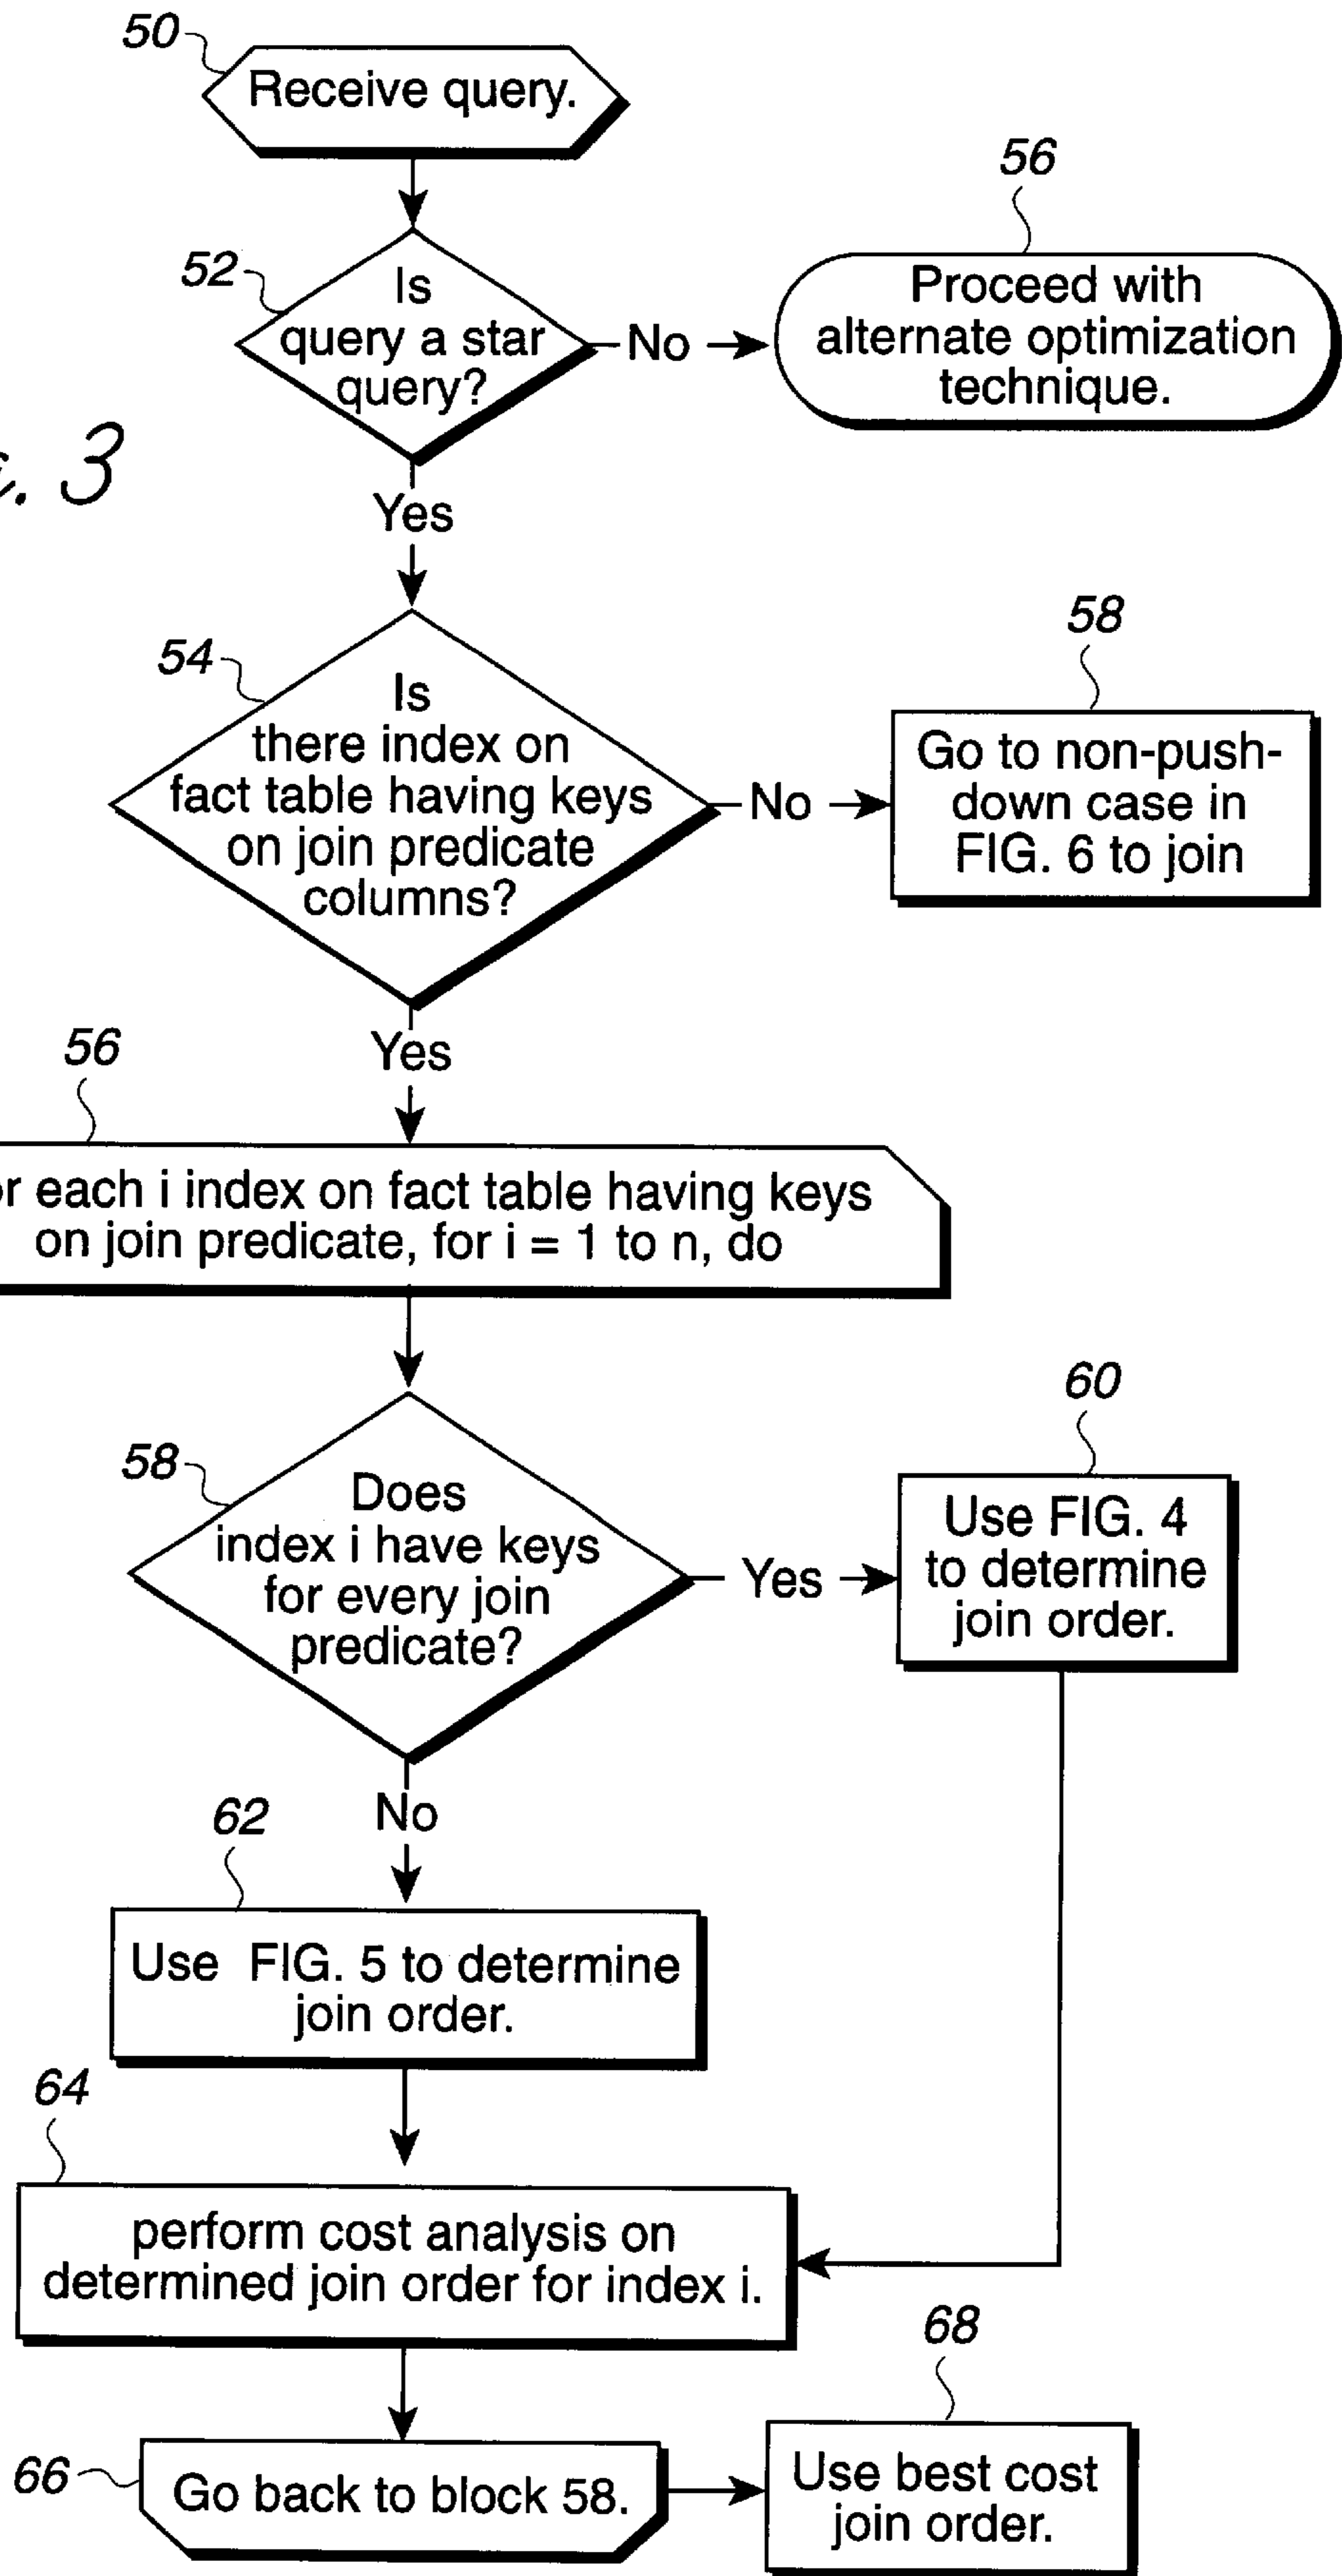 50
Receive query.
56
52
Is
query a star
query?
No
Proceed with
alternate optimization
technique.
3
Yes
58
54
Is
there index on
fact table having keys
on join predicate
columns?
No
Go to non-push-
down case in
FIG. 6 to join
Yes
56
each i index on fact table having keys
on join predicate, for i = 1 to n, do
60
58
Does
index i have keys
for every join
predicate?
Yes
Use FIG. 4
to determine
join order.
No
62
Use FIG. 5 to determine
join order.
64
perform cost analysis on
determined join order for index i.
68
66
Go back to block 58.
Use best cost
join order.